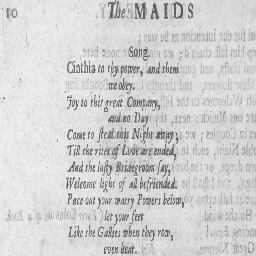 10
The MAIDS
Song.
Cinthia to thy power, and them
we obey.
Joy to this great Company,
and no Day
Come to steal this Night away;
Till the rites of Love are ended,
And the lusty Bridegroom say,
Welcome light of all befriended.
Pace out your watry Powers below,
let your feet
Like the Gallies when they row,
even beat.